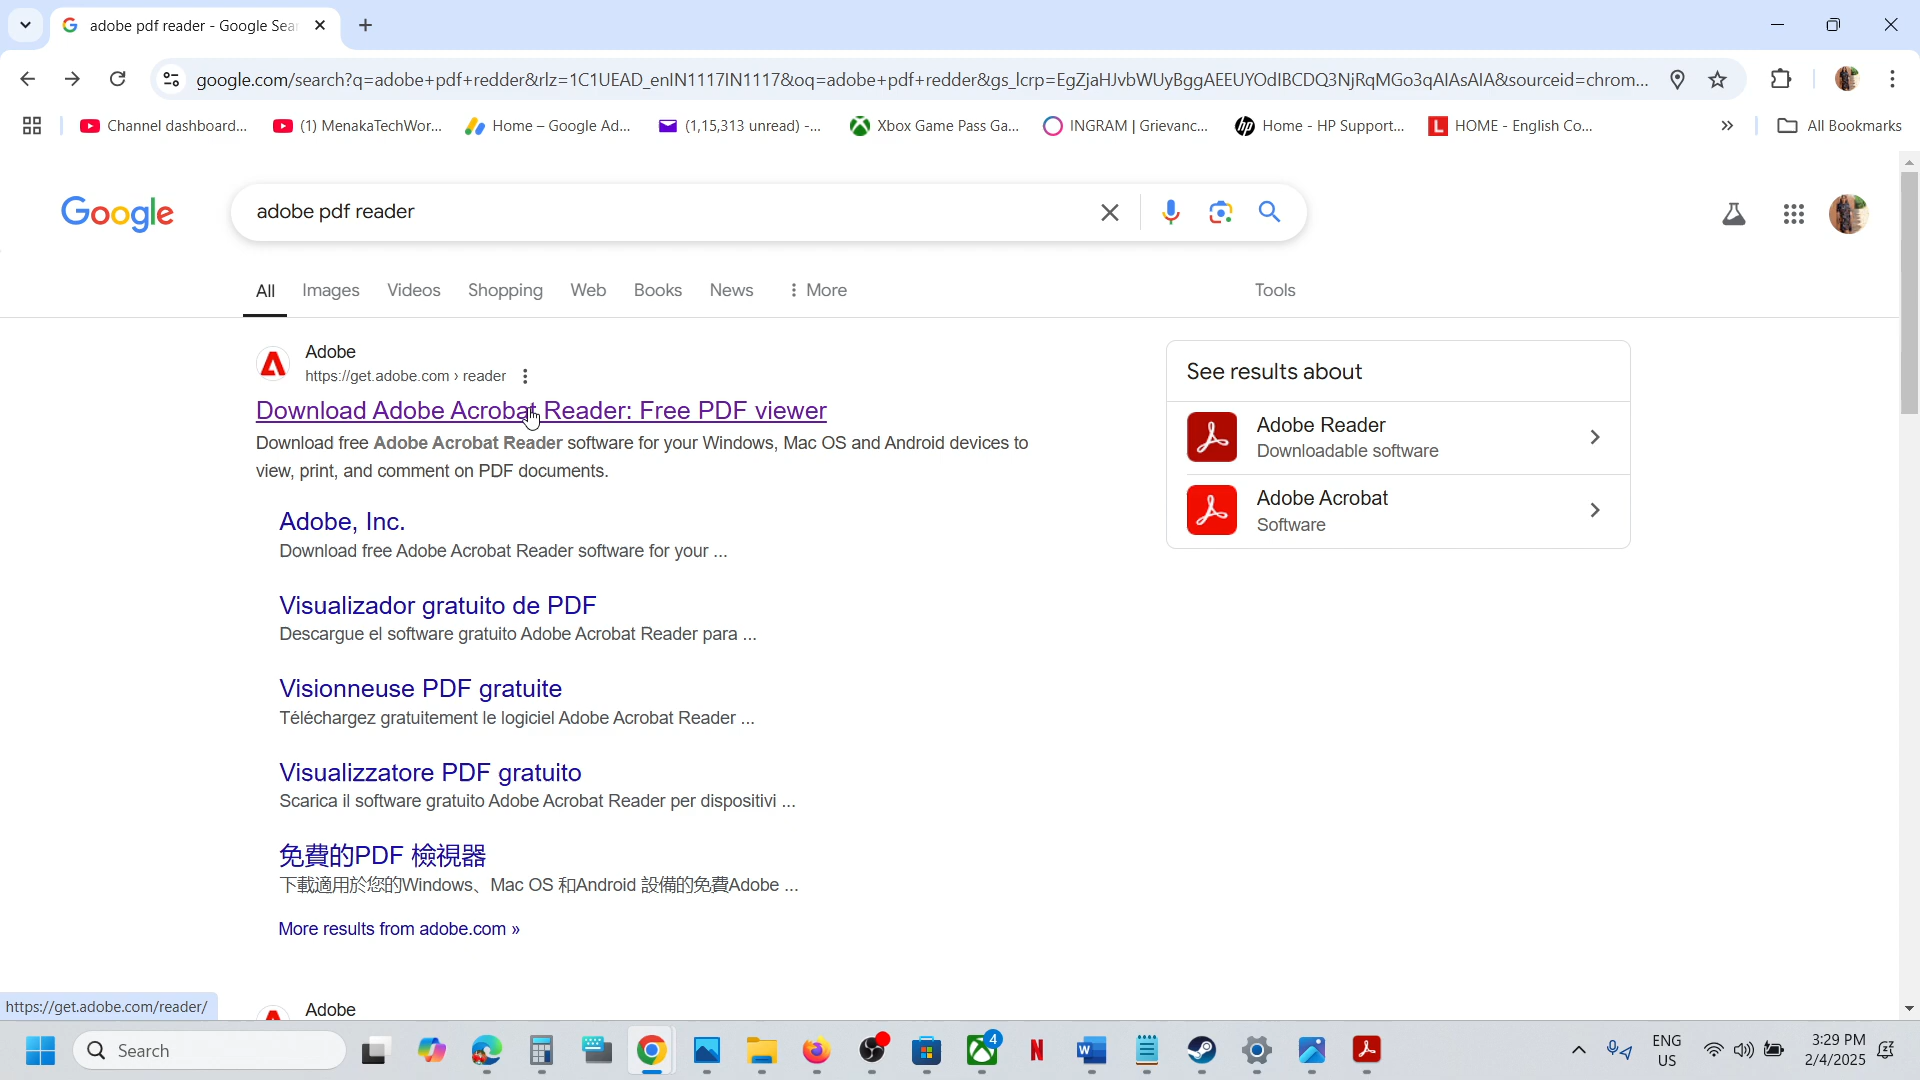 adobe pdf reader - Google Sea
google.com/search?q=adobe+pdf+redder&rlz=1C1UEAD_enIN1117IN1117&oq=adobe+pdf+redder&gs_lcrp=EgZjaHJvbWUyBggAEEUYOdIBCDQ3NjRqMGo3qAIAsAIA&sourceid=chrom...
Channel dashboard... (1) MenakaTechWor... Home – Google Ad... (1,15,313 unread) -... Xbox Game Pass Ga... INGRAM | Grievanc... Home - HP Support... HOME - English Co... » All Bookmarks
Google
adobe pdf reader
All Images Videos Shopping Web Books News More Tools
Adobe
https://get.adobe.com › reader
Download Adobe Acrobat Reader: Free PDF viewer
Download free Adobe Acrobat Reader software for your Windows, Mac OS and Android devices to
view, print, and comment on PDF documents.
Adobe, Inc.
Download free Adobe Acrobat Reader software for your ...
Visualizador gratuito de PDF
Descargue el software gratuito Adobe Acrobat Reader para ...
Visionneuse PDF gratuite
Téléchargez gratuitement le logiciel Adobe Acrobat Reader ...
Visualizzatore PDF gratuito
Scarica il software gratuito Adobe Acrobat Reader per dispositivi ...
免費的PDF 檢視器
下載適用於您的Windows、Mac OS 和Android 設備的免費Adobe ...
More results from adobe.com »
Adobe
See results about
Adobe Reader
Downloadable software
Adobe Acrobat
Software
https://get.adobe.com/reader/
Search
4
ENG
US
3:29 PM
2/4/2025